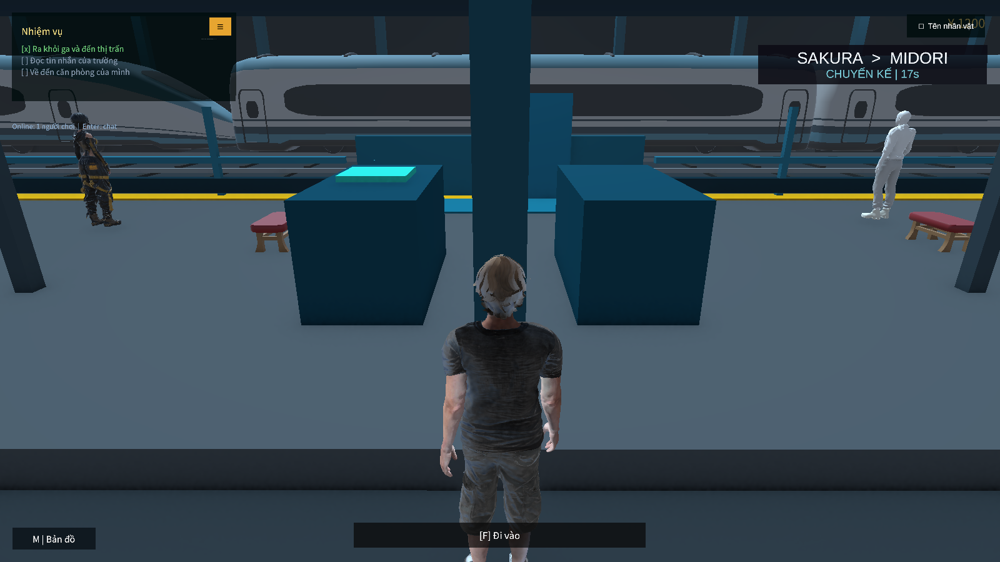 Nhiệm vụ
☰
[x] Ra khỏi ga và đến thị trấn
[ ] Đọc tin nhắn của trường
[ ] Về đến căn phòng của mình
Online: 1 người chơi | Enter: chat
¥ 1200
□ Tên nhân vật
SAKURA > MIDORI
CHUYẾN KẾ | 17s
[F] Đi vào
M | Bản đồ